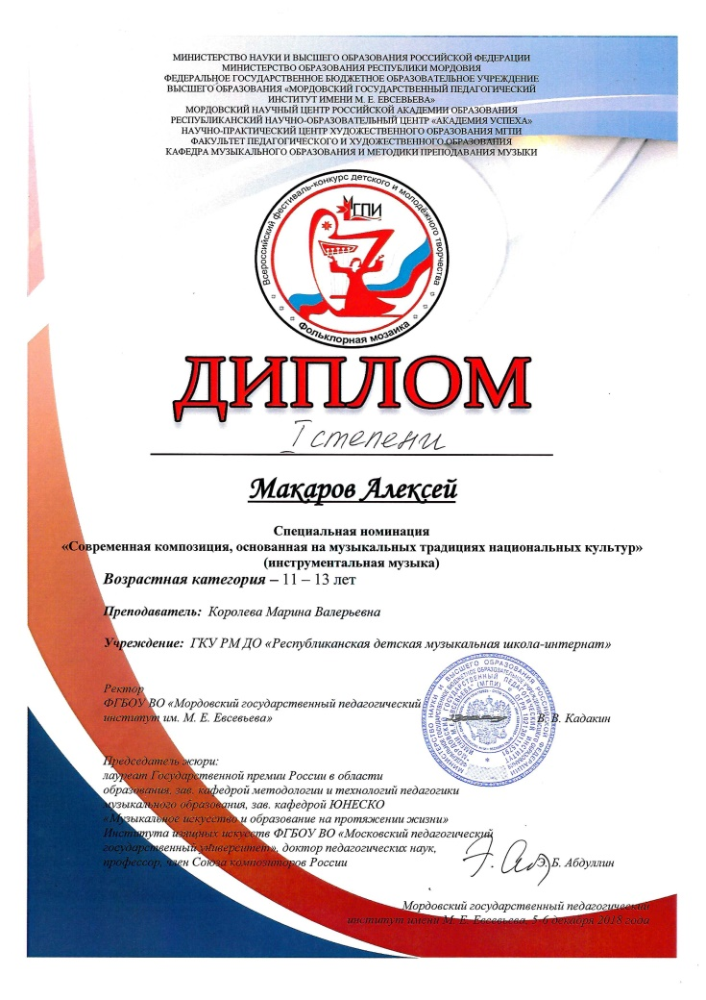 МИНИСТЕРСТВО НАУКИ И ВЫСШЕГО ОБРАЗОВАНИЯ РОССИЙСКОЙ ФЕДЕРАЦИИ
МИНИСТЕРСТВО ОБРАЗОВАНИЯ РЕСПУБЛИКИ МОРДОВИЯ
ФЕДЕРАЛЬНОЕ ГОСУДАРСТВЕННОЕ БЮДЖЕТНОЕ ОБРАЗОВАТЕЛЬНОЕ УЧРЕЖДЕНИЕ
ВЫСШЕГО ОБРАЗОВАНИЯ «МОРДОВСКИЙ ГОСУДАРСТВЕННЫЙ ПЕДАГОГИЧЕСКИЙ
ИНСТИТУТ ИМЕНИ М. Е. ЕВСЕВЬЕВА»
МОРДОВСКИЙ НАУЧНЫЙ ЦЕНТР РОССИЙСКОЙ АКАДЕМИИ ОБРАЗОВАНИЯ
РЕСПУБЛИКАНСКИЙ НАУЧНО-ОБРАЗОВАТЕЛЬНЫЙ ЦЕНТР «АКАДЕМИЯ УСПЕХА»
НАУЧНО-ПРАКТИЧЕСКИЙ ЦЕНТР ХУДОЖЕСТВЕННОГО ОБРАЗОВАНИЯ МГПИ
ФАКУЛЬТЕТ ПЕДАГОГИЧЕСКОГО И ХУДОЖЕСТВЕННОГО ОБРАЗОВАНИЯ
КАФЕДРА МУЗЫКАЛЬНОГО ОБРАЗОВАНИЯ И МЕТОДИКИ ПРЕПОДАВАНИЯ МУЗЫКИ
Всероссийский фестиваль-конкурс детского и молодёжного творчества
МГПИ
Фольклорная мозаика
ДИПЛОМ
I степени
Макаров Алексей
Специальная номинация
«Современная композиция, основанная на музыкальных традициях национальных культур»
(инструментальная музыка)
Возрастная категория – 11 – 13 лет
Преподаватель: Королева Марина Валерьевна
Учреждение: ГКУ РМ ДО «Республиканская детская музыкальная школа-интернат»
Ректор
ФГБОУ ВО «Мордовский государственный педагогический
институт им. М. Е. Евсевьева» В. В. Кадакин
Председатель жюри:
лауреат Государственной премии России в области
образования, зав. кафедрой методологии и технологий педагогики
музыкального образования, зав. кафедрой ЮНЕСКО
«Музыкальное искусство и образование на протяжении жизни»
Института изящных искусств ФГБОУ ВО «Московский педагогический
государственный университет», доктор педагогических наук,
профессор, член Союза композиторов России Э. Б. Абдуллин
Мордовский государственный педагогический
институт имени М. Е. Евсевьева, 5-6 декабря 2018 года